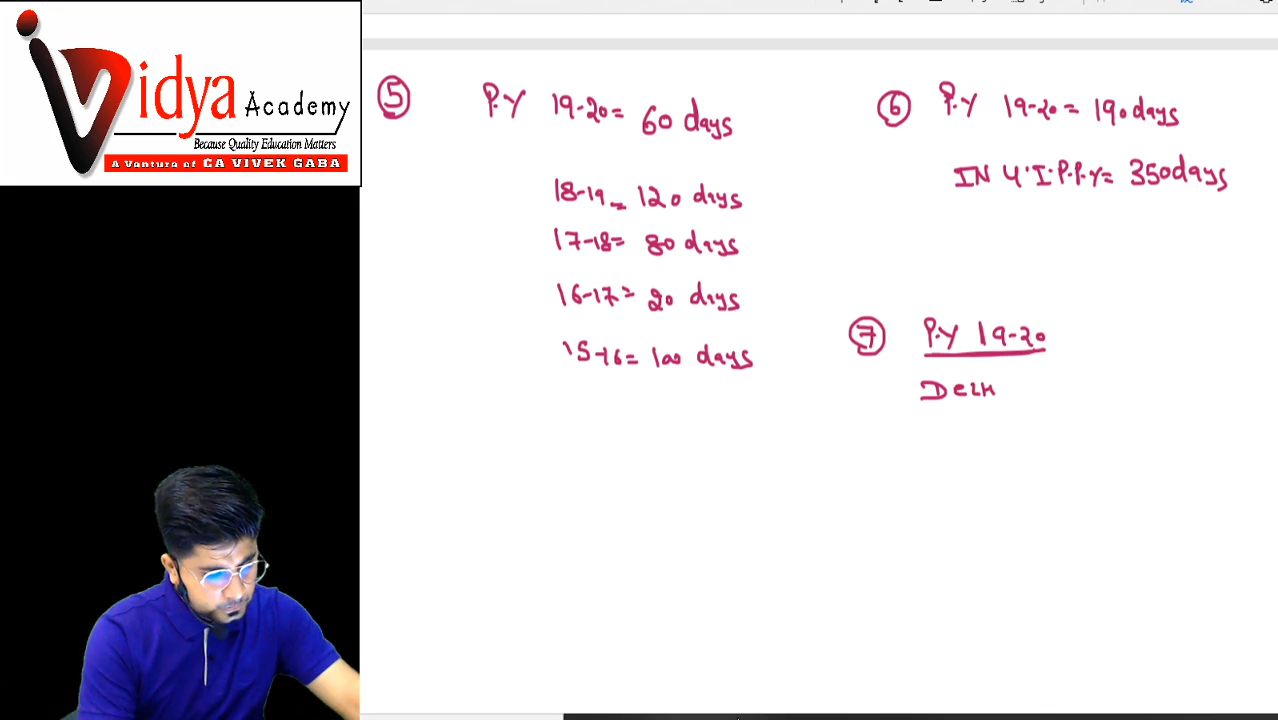 Vidya
Academy
Because Quality Education Matters
A Ventura of CA VIVEK GABA
5 P.Y 19-20= 60 days
18-19= 120 days
17-18= 80 days
16-17= 20 days
15-16= 100 days
6 P.Y 19-20= 190 days
IN 4 I.P.P.Y= 350 days
7 P.Y 19-20
DELH